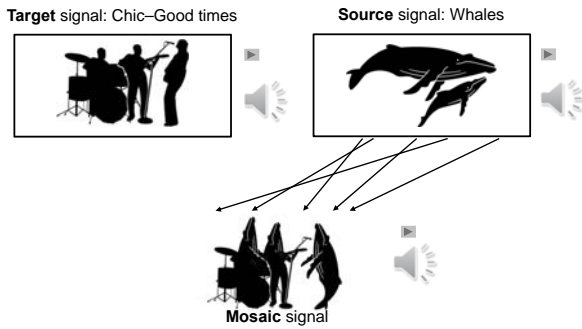 Target signal: Chic–Good times
Source signal: Whales
Mosaic signal